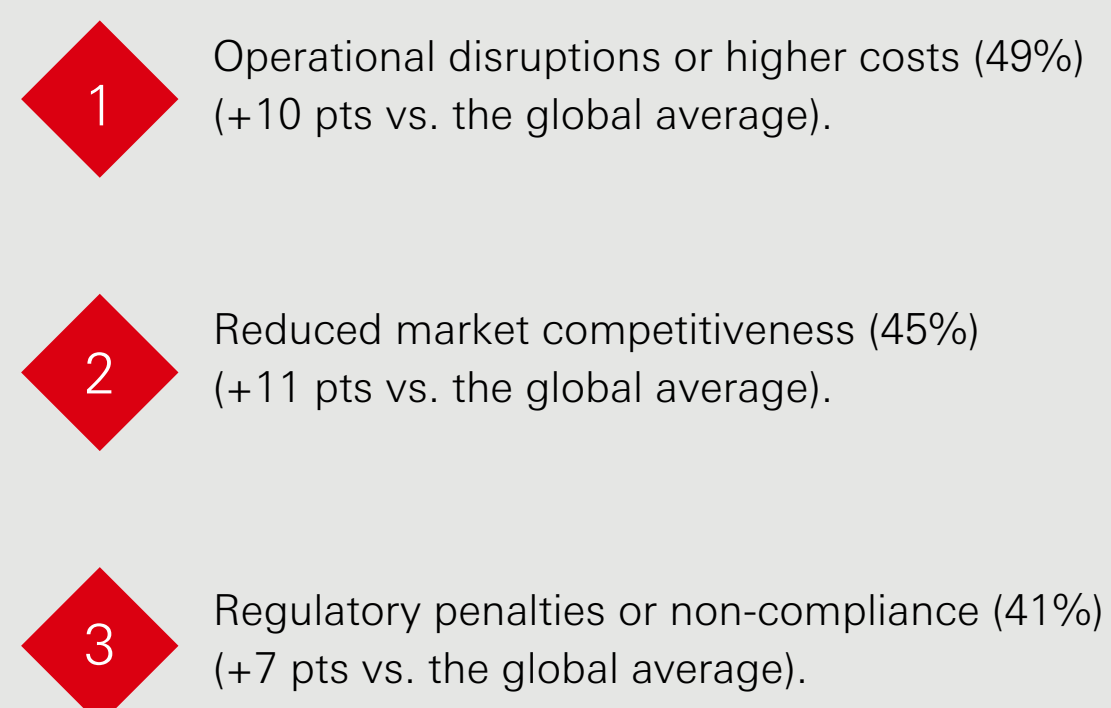 1
Operational disruptions or higher costs (49%)
(+10 pts vs. the global average).
2
Reduced market competitiveness (45%)
(+11 pts vs. the global average).
3
Regulatory penalties or non-compliance (41%)
(+7 pts vs. the global average).